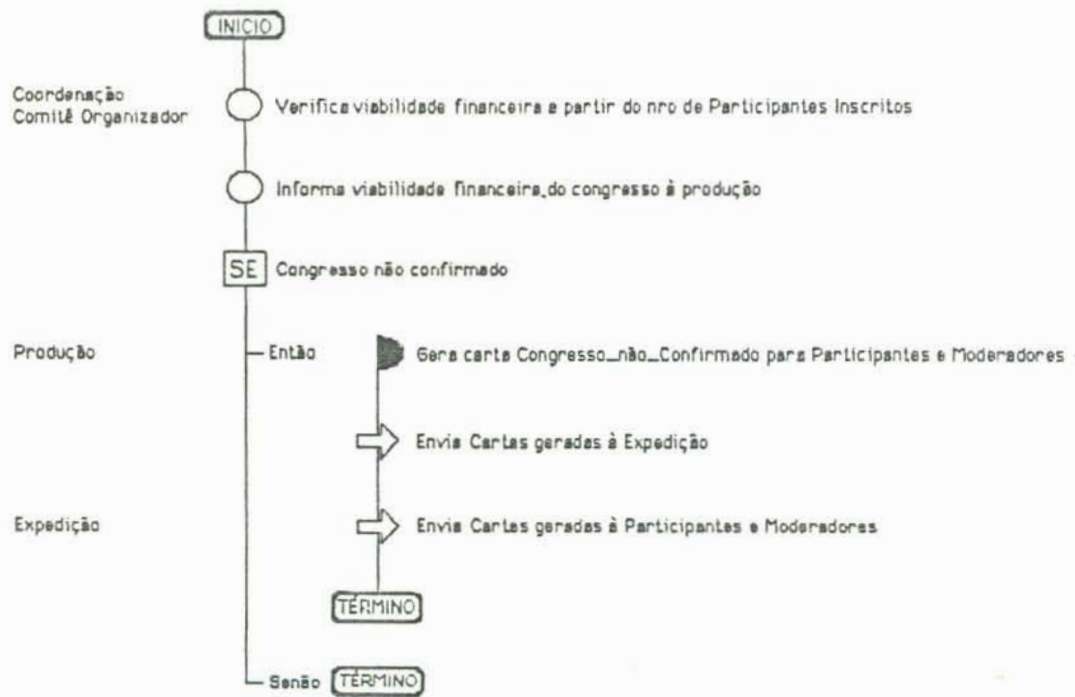 INÍCIO
Coordenação
Comitê Organizador
Verifica viabilidade financeira a partir do nro de Participantes Inscritos
Informa viabilidade financeira do congresso à produção
SE Congresso não confirmado
Produção
Então
Gera carta Congresso_não_Confirmado para Participantes e Moderadores
Envia Cartas geradas à Expedição
Expedição
Envia Cartas geradas à Participantes e Moderadores
TÉRMINO
Senão TÉRMINO